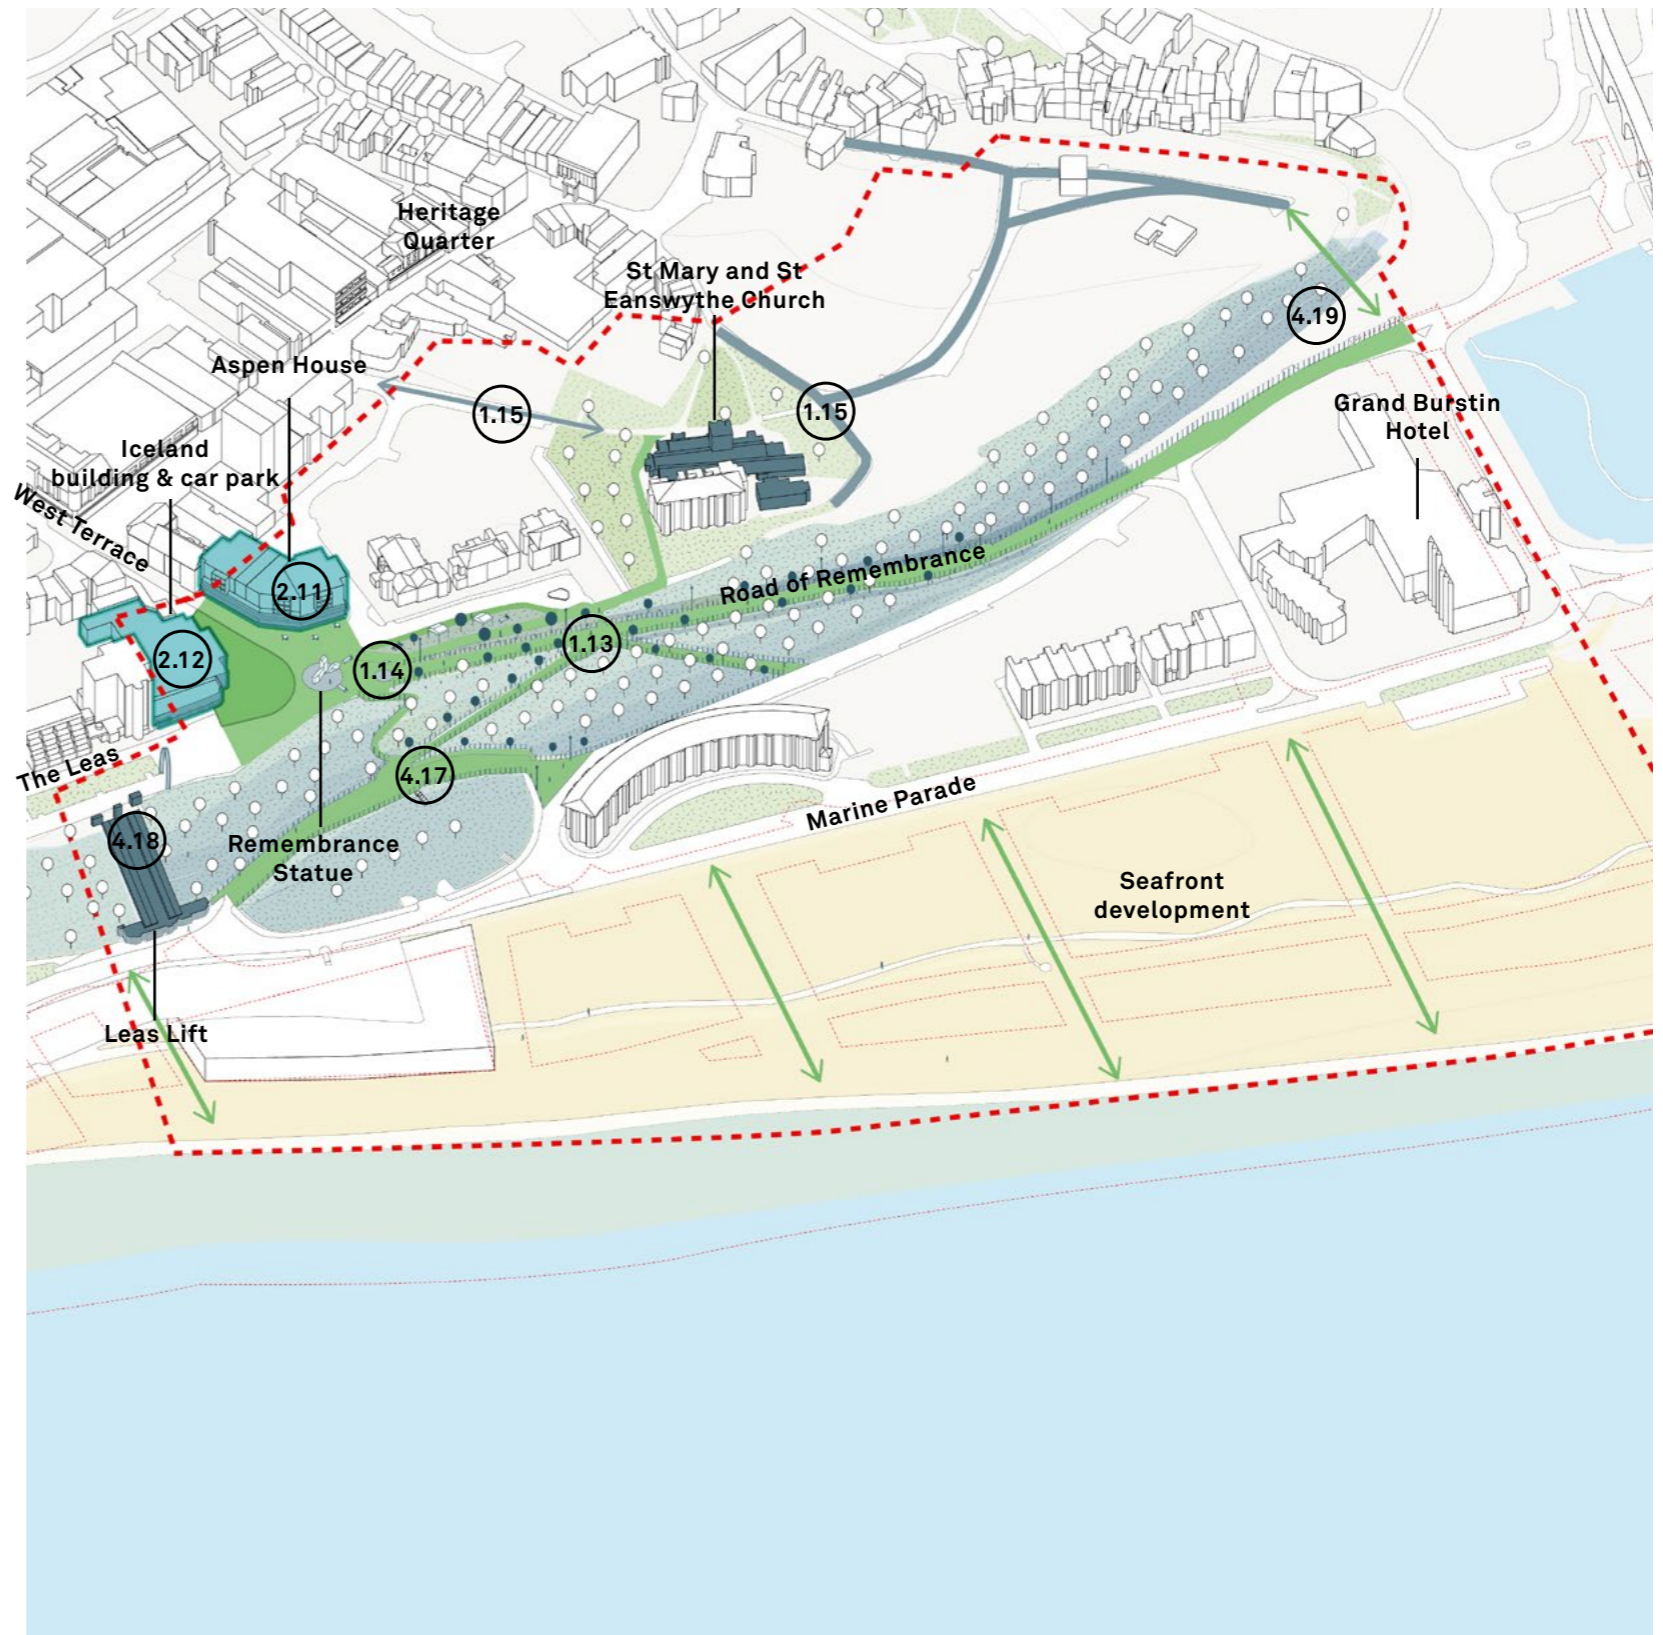 Heritage
Quarter
St Mary and St
Eanswythe Church
4.19
Aspen House
1.15
1.15
Grand Burstin
Hotel
Iceland
building & car park
West Terrace
2.11
Road of Remembrance
2.12
1.13
1.14
The Leas
4.17
Marine Parade
4.18
Remembrance
Statue
Seafront
development
Leas Lift